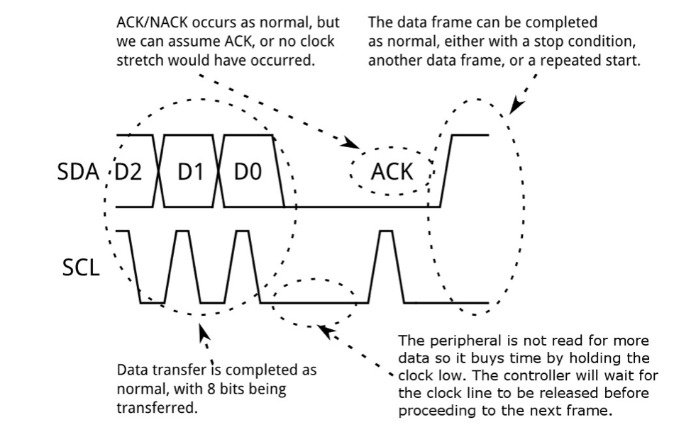 ACK/NACK occurs as normal, but
we can assume ACK, or no clock
stretch would have occurred.
The data frame can be completed
as normal, either with a stop condition,
another data frame, or a repeated start.
SDA D2 D1 D0 ACK
SCL
Data transfer is completed as
normal, with 8 bits being
transferred.
The peripheral is not read for more
data so it buys time by holding the
clock low. The controller will wait for
the clock line to be released before
proceeding to the next frame.